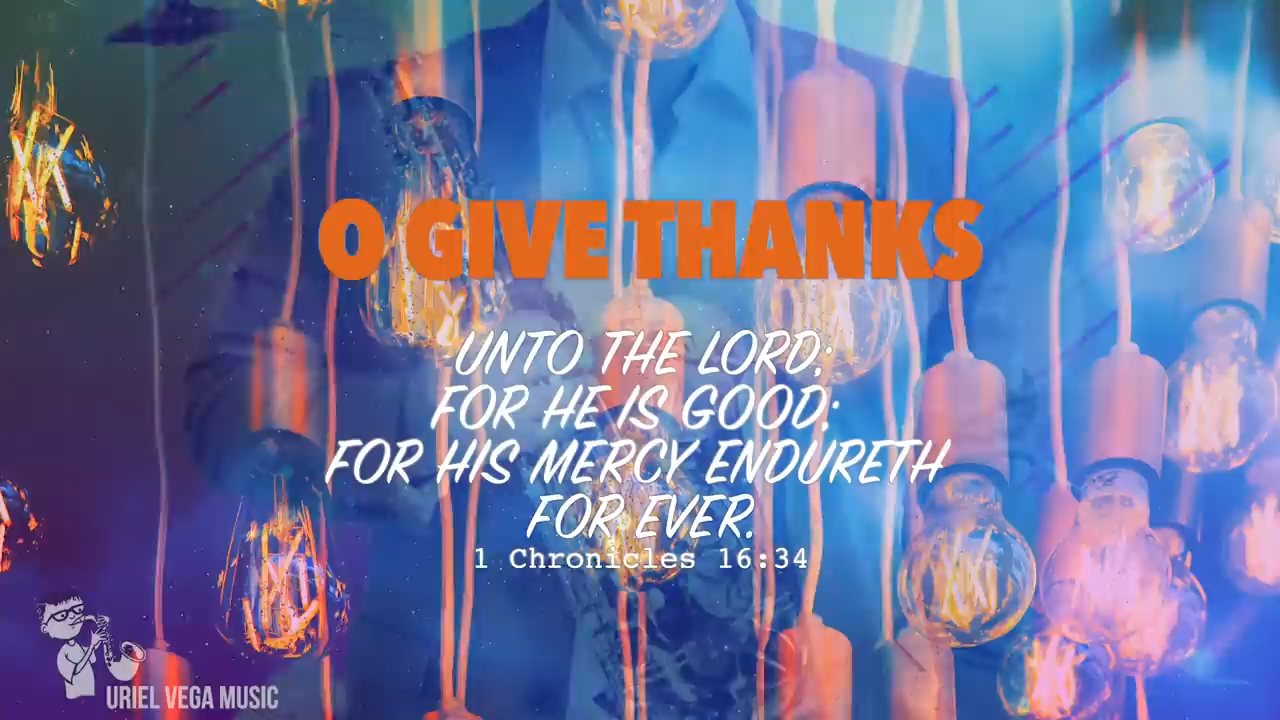 O GIVE THANKS
UNTO THE LORD;
FOR HE IS GOOD;
FOR HIS MERCY ENDURETH
FOR EVER.
1 Chronicles 16:34
URIEL VEGA MUSIC